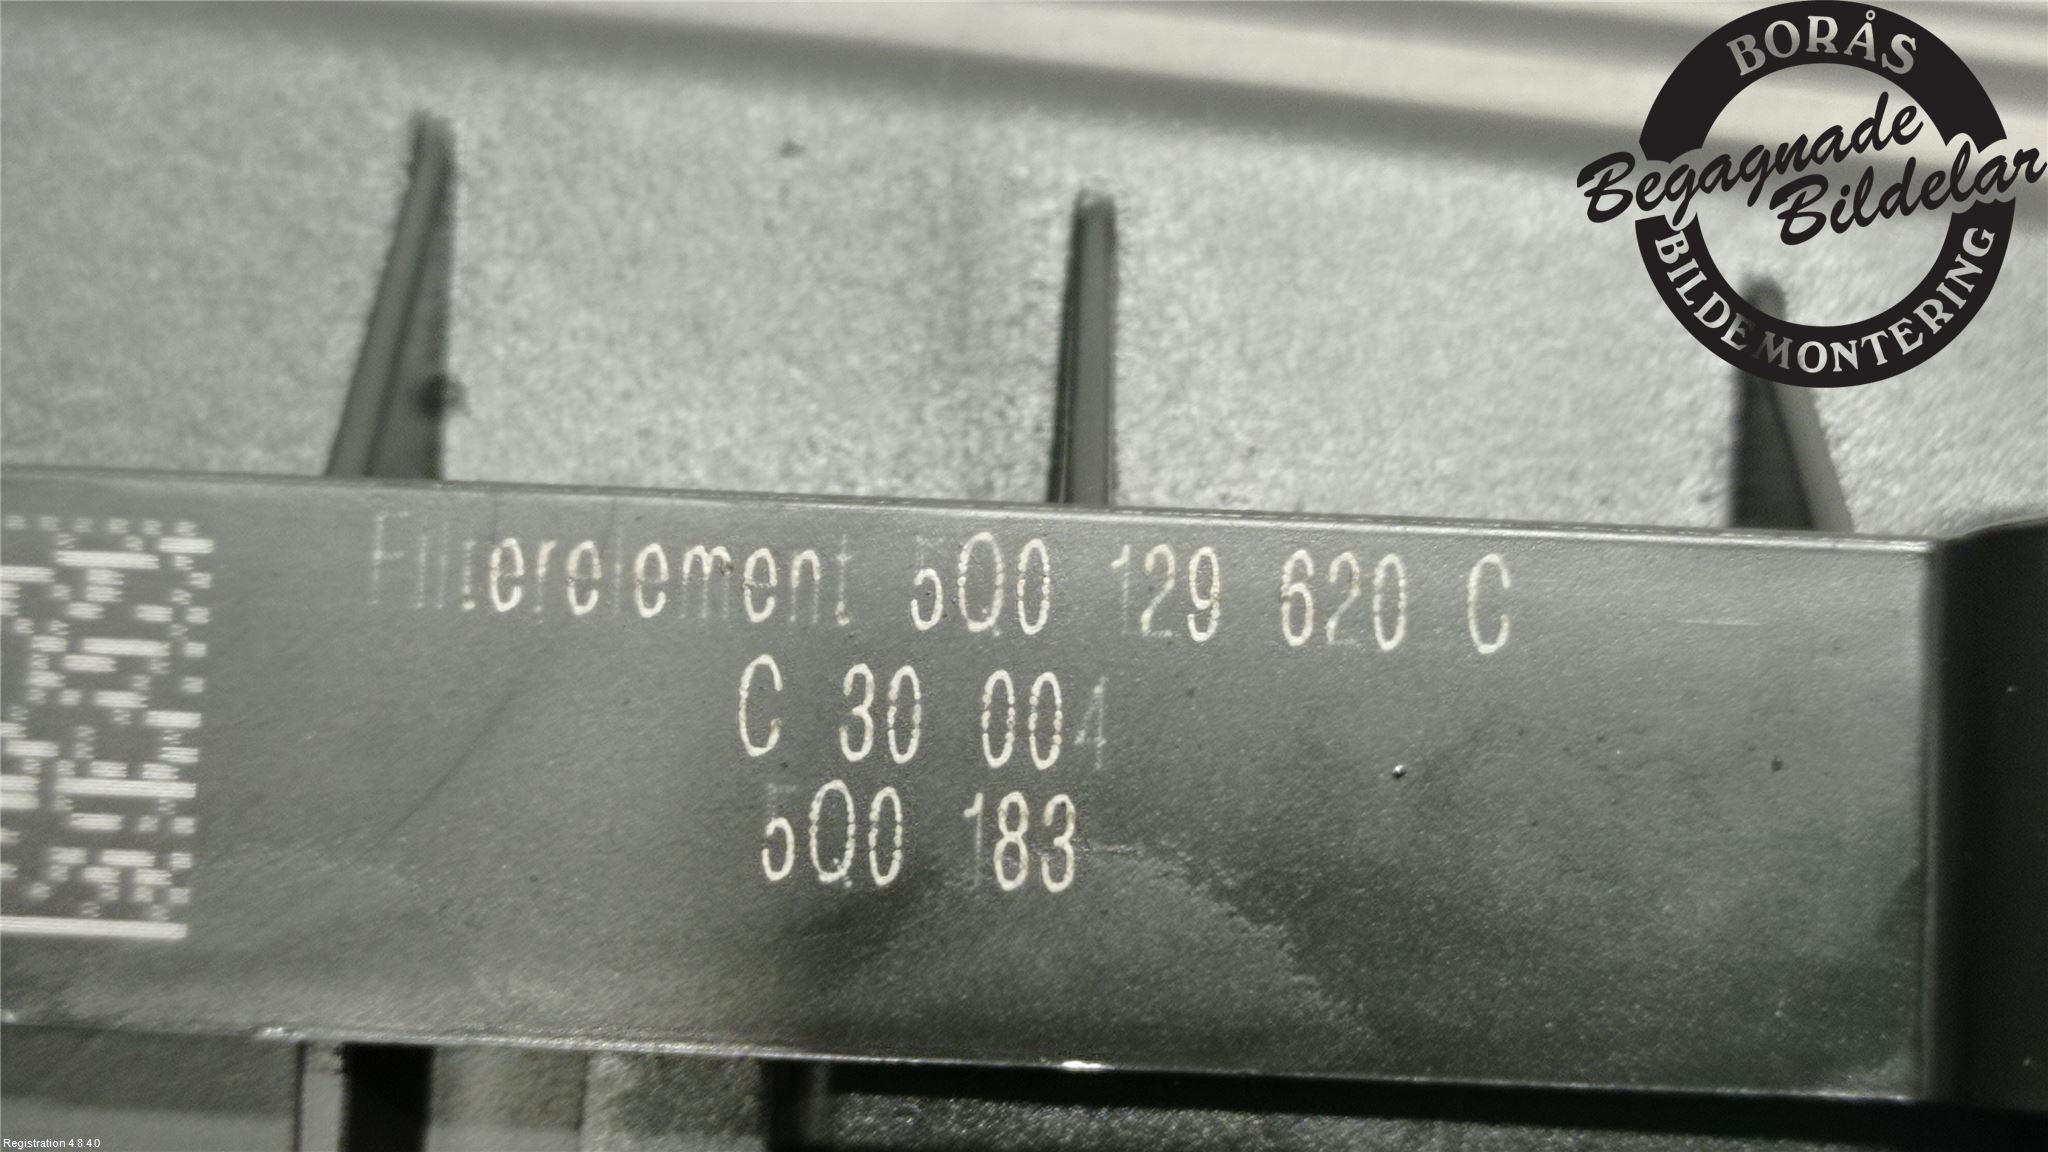 BORÅS
Begagnade
Bildelar
BILDEMONTERING
Filterelement 5Q0 129 620 C
C 30 004
5Q0 183
Registration 4.8.4.0